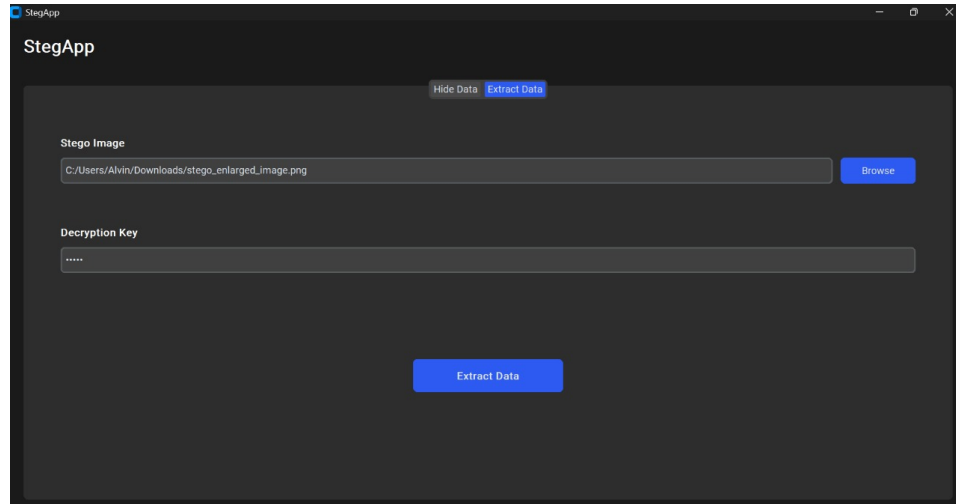 StegApp
StegApp
Hide Data Extract Data
Stego Image
C:/Users/Alvin/Downloads/stego_enlarged_image.png
Browse
Decryption Key
•••••
Extract Data